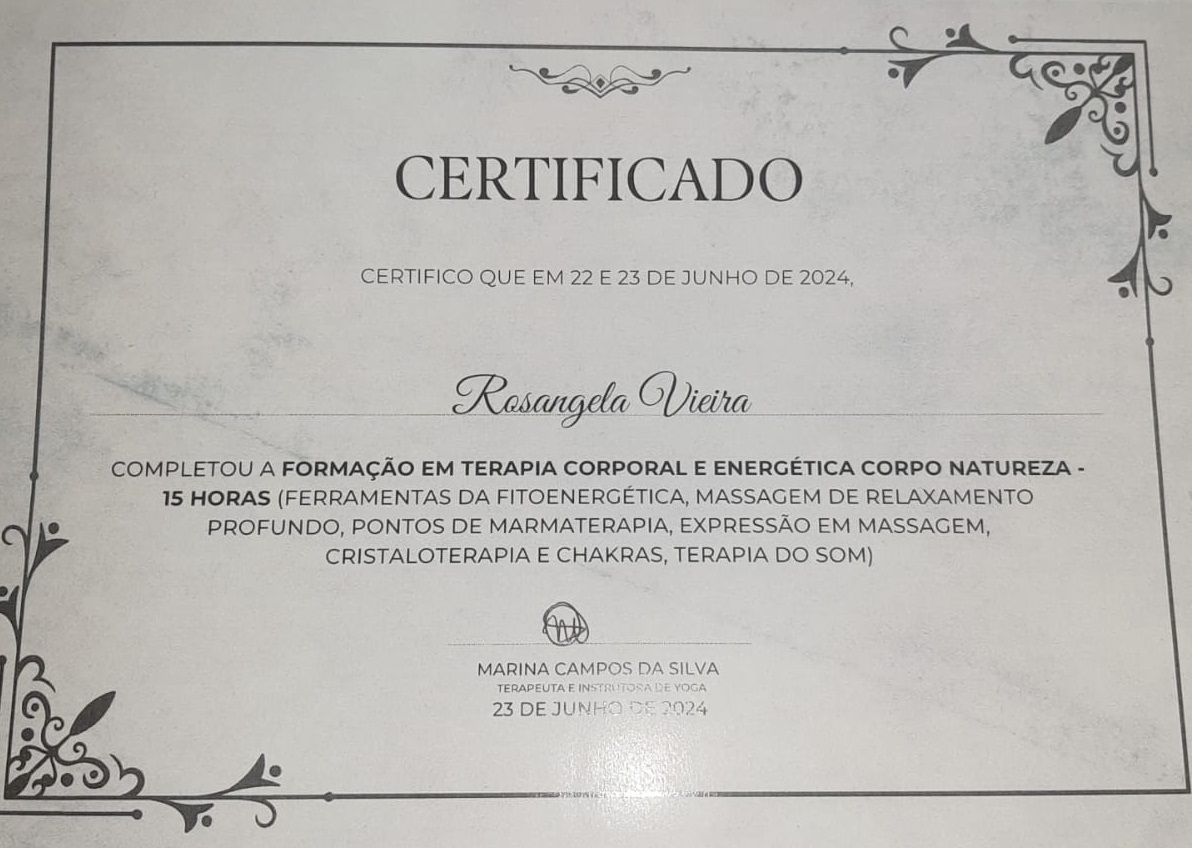 CERTIFICADO
CERTIFICO QUE EM 22 E 23 DE JUNHO DE 2024,
Rosangela Vieira
COMPLETOU A FORMAÇÃO EM TERAPIA CORPORAL E ENERGÉTICA CORPO NATUREZA -
15 HORAS (FERRAMENTAS DA FITOENERGÉTICA, MASSAGEM DE RELAXAMENTO
PROFUNDO, PONTOS DE MARMATERAPIA, EXPRESSÃO EM MASSAGEM,
CRISTALOTERAPIA E CHAKRAS, TERAPIA DO SOM)
MARINA CAMPOS DA SILVA
TERAPEUTA E INSTRUTORA DE YOGA
23 DE JUNHO DE 2024